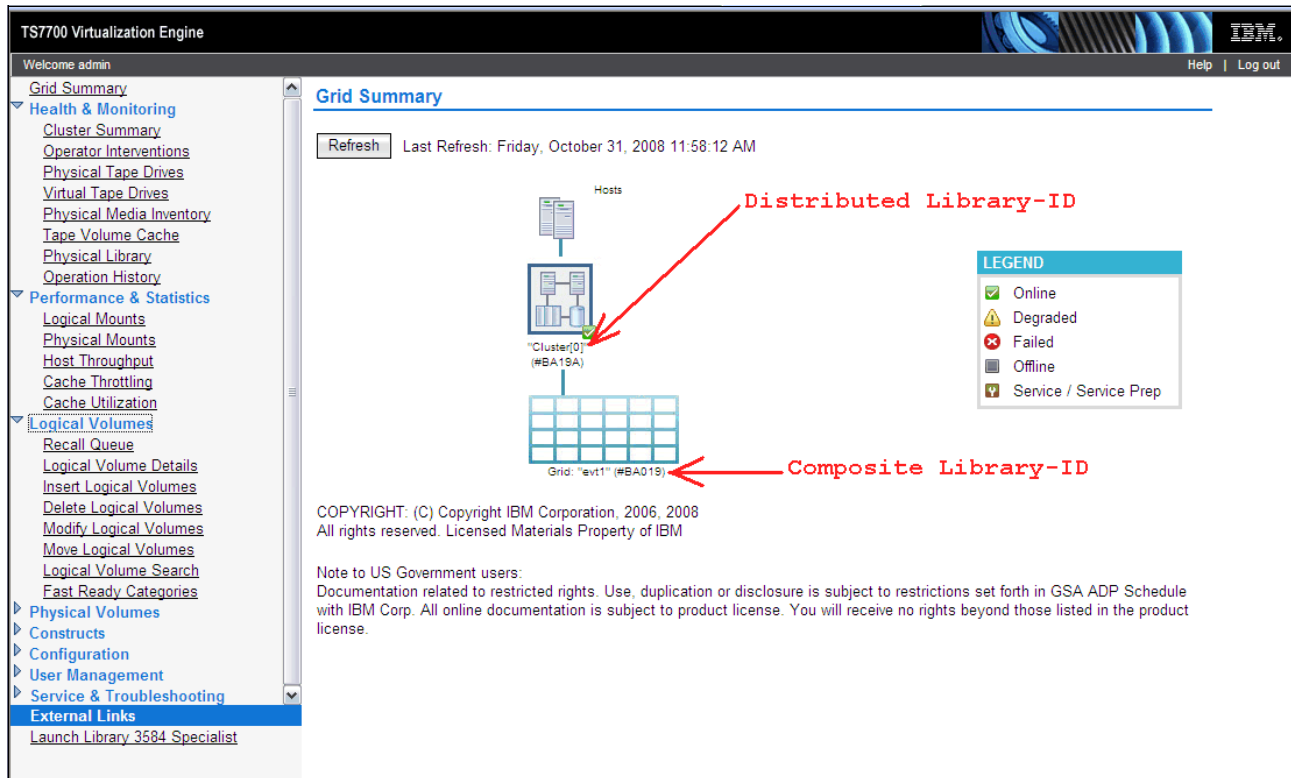 TS7700 Virtualization Engine
IBM.
Welcome admin
Help | Log out
Grid Summary
Health & Monitoring
Cluster Summary
Operator Interventions
Physical Tape Drives
Virtual Tape Drives
Physical Media Inventory
Tape Volume Cache
Physical Library
Operation History
Performance & Statistics
Logical Mounts
Physical Mounts
Host Throughput
Cache Throttling
Cache Utilization
Logical Volumes
Recall Queue
Logical Volume Details
Insert Logical Volumes
Delete Logical Volumes
Modify Logical Volumes
Move Logical Volumes
Logical Volume Search
Fast Ready Categories
Physical Volumes
Constructs
Configuration
User Management
Service & Troubleshooting
External Links
Launch Library 3584 Specialist
Grid Summary
Refresh Last Refresh: Friday, October 31, 2008 11:58:12 AM
Hosts
Distributed Library-ID
"Cluster[0]"
(#BA19A)
Grid: "evt1" (#BA019)
Composite Library-ID
LEGEND
Online
Degraded
Failed
Offline
Service / Service Prep
COPYRIGHT: (C) Copyright IBM Corporation, 2006, 2008
All rights reserved. Licensed Materials Property of IBM
Note to US Government users:
Documentation related to restricted rights. Use, duplication or disclosure is subject to restrictions set forth in GSA ADP Schedule
with IBM Corp. All online documentation is subject to product license. You will receive no rights beyond those listed in the product
license.